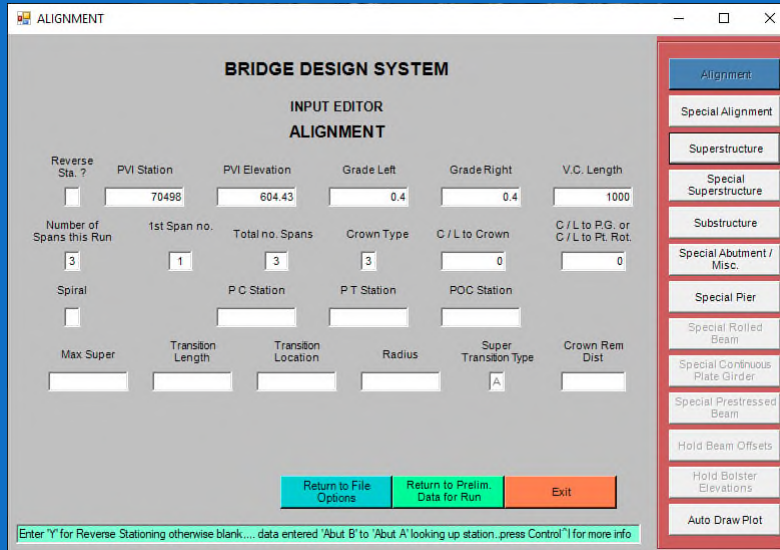 ALIGNMENT
BRIDGE DESIGN SYSTEM
INPUT EDITOR
ALIGNMENT
Reverse
Sta. ?
PVI Station
PVI Elevation
Grade Left
Grade Right
V.C. Length
70498
604.43
0.4
0.4
1000
Number of
Spans this Run
1st Span no.
Total no. Spans
Crown Type
C / L to Crown
C / L to P.G. or
C / L to Pt. Rot.
3
1
3
3
0
0
Spiral
P C Station
P T Station
POC Station
Max Super
Transition
Length
Transition
Location
Radius
Super
Transition Type
Crown Rem
Dist
A
Return to File
Options
Return to Prelim.
Data for Run
Exit
Enter 'Y' for Reverse Stationing otherwise blank.... data entered 'Abut B' to 'Abut A' looking up station..press Control^I for more info
Alignment
Special Alignment
Superstructure
Special
Superstructure
Substructure
Special Abutment /
Misc.
Special Pier
Special Rolled
Beam
Special Continuous
Plate Girder
Special Prestressed
Beam
Hold Beam Offsets
Hold Bolster
Elevations
Auto Draw Plot